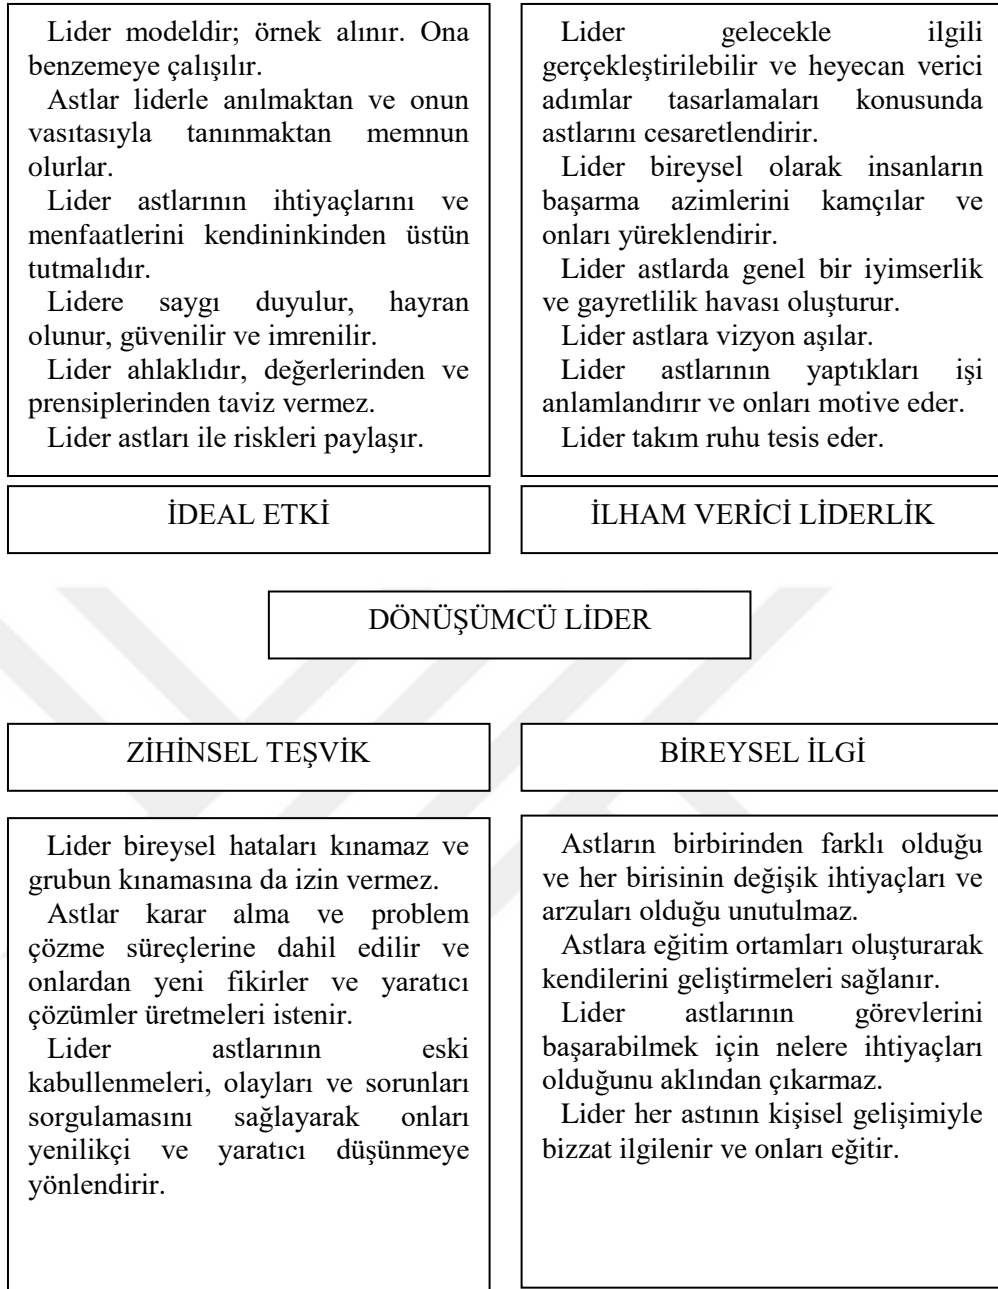 Lider modeldir; örnek alınır. Ona
benzemeye çalışılır.
Astlar liderle anılmaktan ve onun
vasıtasıyla tanınmaktan memnun
olurlar.
Lider astlarının ihtiyaçlarını ve
menfaatlerini kendininkinden üstün
tutmalıdır.
Lidere saygı duyulur, hayran
olunur, güvenilir ve imrenilir.
Lider ahlaklıdır, değerlerinden ve
prensiplerinden taviz vermez.
Lider astları ile riskleri paylaşır.
İDEAL ETKİ
Lider gelecekle ilgili
gerçekleştirilebilir ve heyecan verici
adımlar tasarlamaları konusunda
astlarını cesaretlendirir.
Lider bireysel olarak insanların
başarma azimlerini kamçılar ve
onları yüreklendirir.
Lider astlarda genel bir iyimserlik
ve gayretlilik havası oluşturur.
Lider astlara vizyon aşılar.
Lider astlarının yaptıkları işi
anlamlandırır ve onları motive eder.
Lider takım ruhu tesis eder.
İLHAM VERİCİ LİDERLİK
DÖNÜŞÜMCÜ LİDER
ZİHİNSEL TEŞVİK
Lider bireysel hataları kınamaz ve
grubun kınamasına da izin vermez.
Astlar karar alma ve problem
çözme süreçlerine dahil edilir ve
onlardan yeni fikirler ve yaratıcı
çözümler üretmeleri istenir.
Lider astlarının eski
kabullenmeleri, olayları ve sorunları
sorgulamasını sağlayarak onları
yenilikçi ve yaratıcı düşünmeye
yönlendirir.
BİREYSEL İLGİ
Astların birbirinden farklı olduğu
ve her birisinin değişik ihtiyaçları ve
arzuları olduğu unutulmaz.
Astlara eğitim ortamları oluşturarak
kendilerini geliştirmeleri sağlanır.
Lider astlarının görevlerini
başarabilmek için nelere ihtiyaçları
olduğunu aklından çıkarmaz.
Lider her astının kişisel gelişimiyle
bizzat ilgilenir ve onları eğitir.